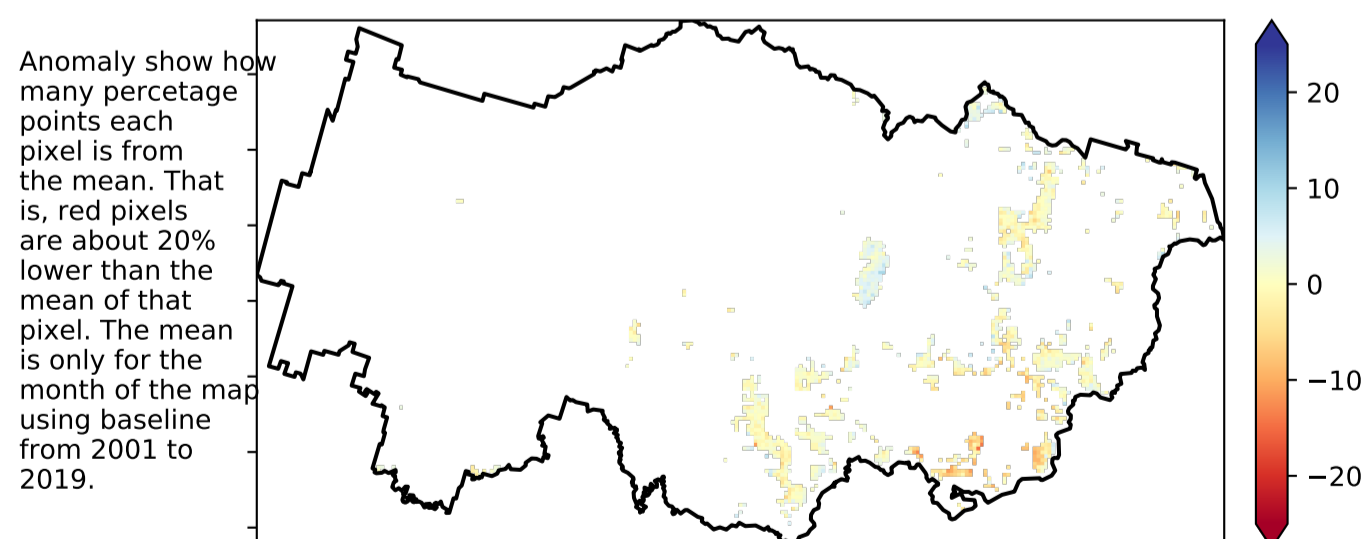 Anomaly show how
many percetage
points each
pixel is from
the mean. That
is, red pixels
are about 20%
lower than the
mean of that
pixel. The mean
is only for the
month of the map
using baseline
from 2001 to
2019.
20
10
0
−10
−20